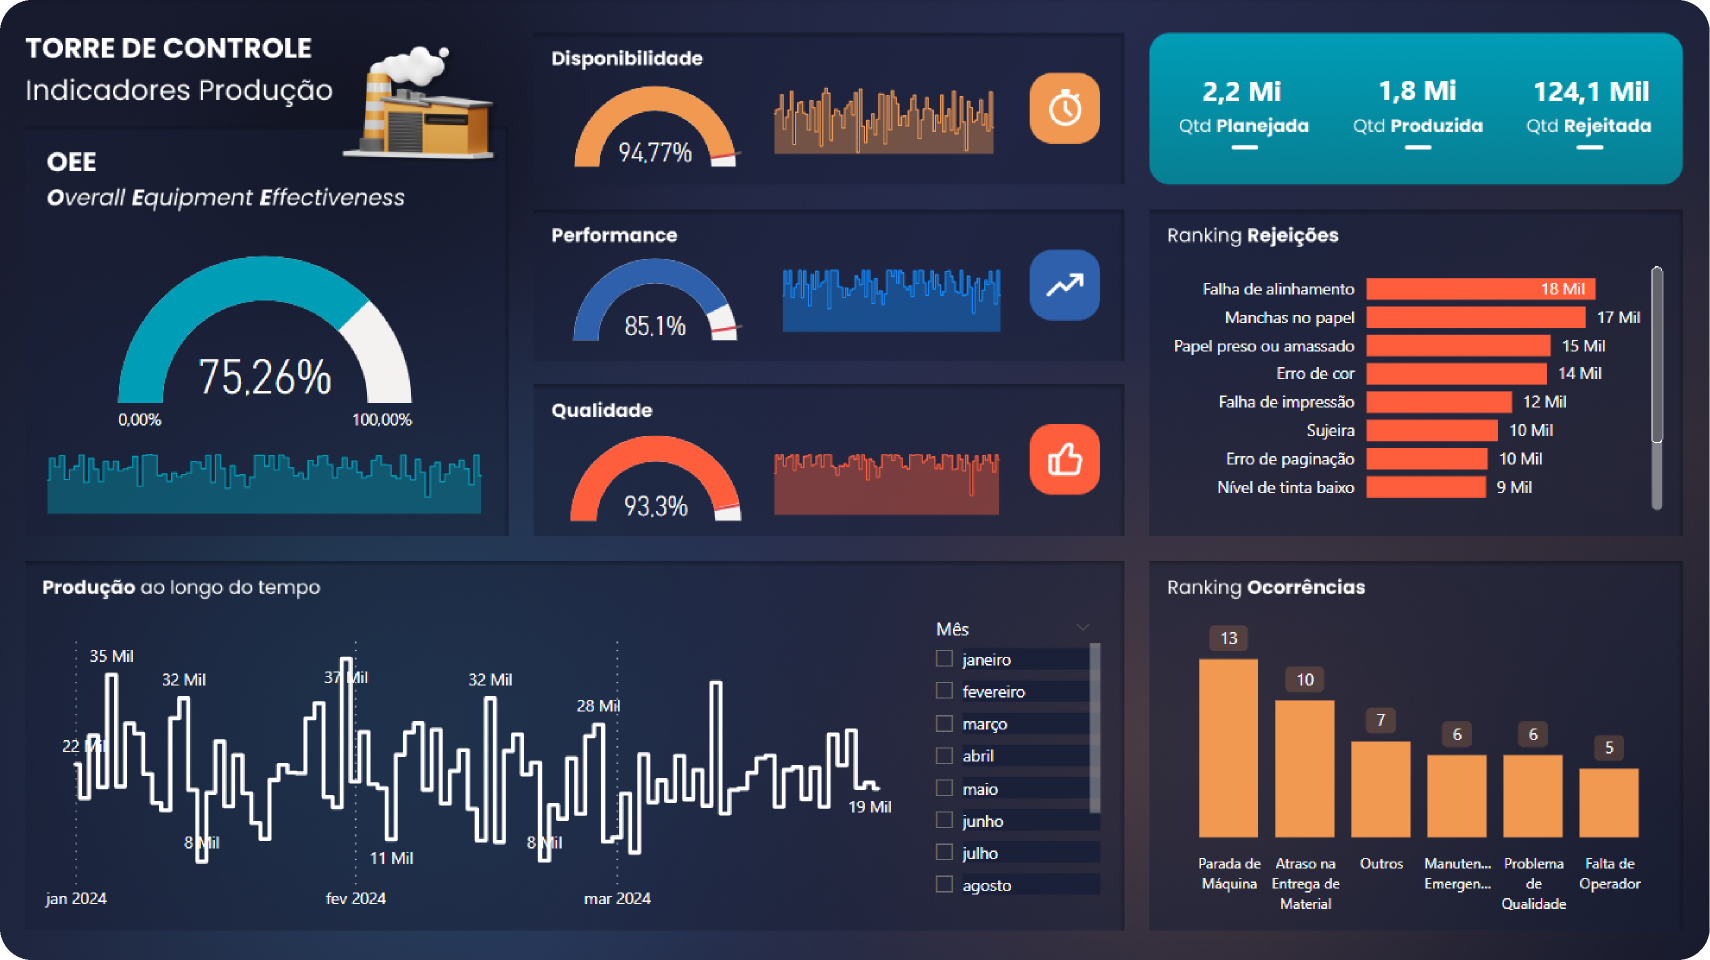 TORRE DE CONTROLE
Indicadores Produção
OEE
Overall Equipment Effectiveness
75,26%
0,00%
100,00%
Disponibilidade
94,77%
Performance
85,1%
Qualidade
93,3%
2,2 Mi
Qtd Planejada
1,8 Mi
Qtd Produzida
124,1 Mil
Qtd Rejeitada
Ranking Rejeições
Falha de alinhamento
18 Mil
Manchas no papel
17 Mil
Papel preso ou amassado
15 Mil
Erro de cor
14 Mil
Falha de impressão
12 Mil
Sujeira
10 Mil
Erro de paginação
10 Mil
Nível de tinta baixo
9 Mil
Produção ao longo do tempo
35 Mil
32 Mil
37 Mil
32 Mil
28 Mil
22 Mil
19 Mil
8 Mil
11 Mil
8 Mil
jan 2024
fev 2024
mar 2024
Mês
janeiro
fevereiro
março
abril
maio
junho
julho
agosto
Ranking Ocorrências
13
10
7
6
6
5
Parada de
Máquina
Atraso na
Entrega de
Material
Outros
Manuten...
Emergen...
Problema
de
Qualidade
Falta de
Operador